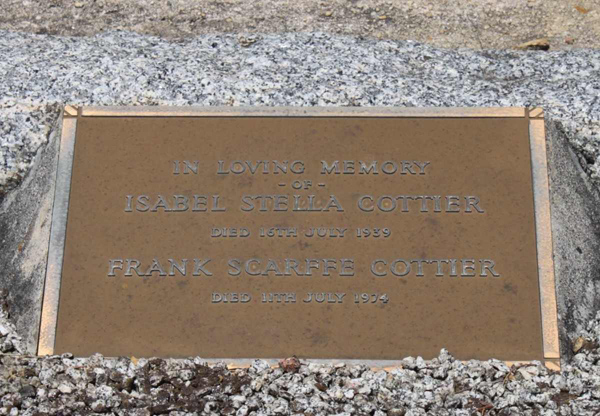 IN LOVING MEMORY
- OF -
ISABEL STELLA COTTIER
DIED 16TH JULY 1939
FRANK SCARFFE COTTIER
DIED 11TH JULY 1974